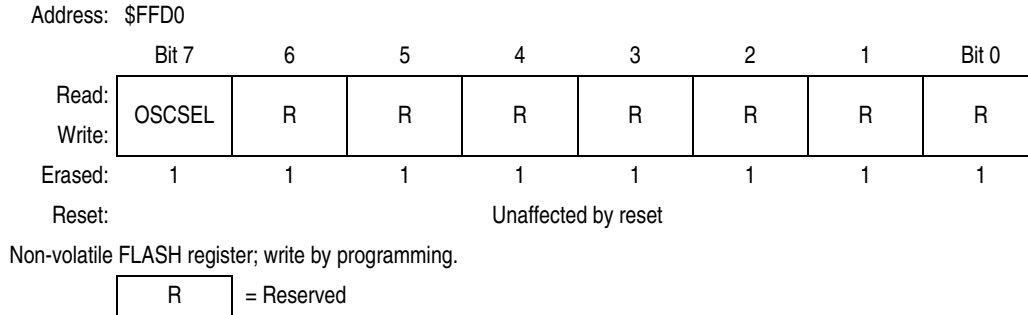 Address: $FFD0
Bit 7 6 5 4 3 2 1 Bit 0
Read:
OSCSEL R R R R R R R
Write:
Erased: 1 1 1 1 1 1 1 1
Reset: Unaffected by reset
Non-volatile FLASH register; write by programming.
R = Reserved